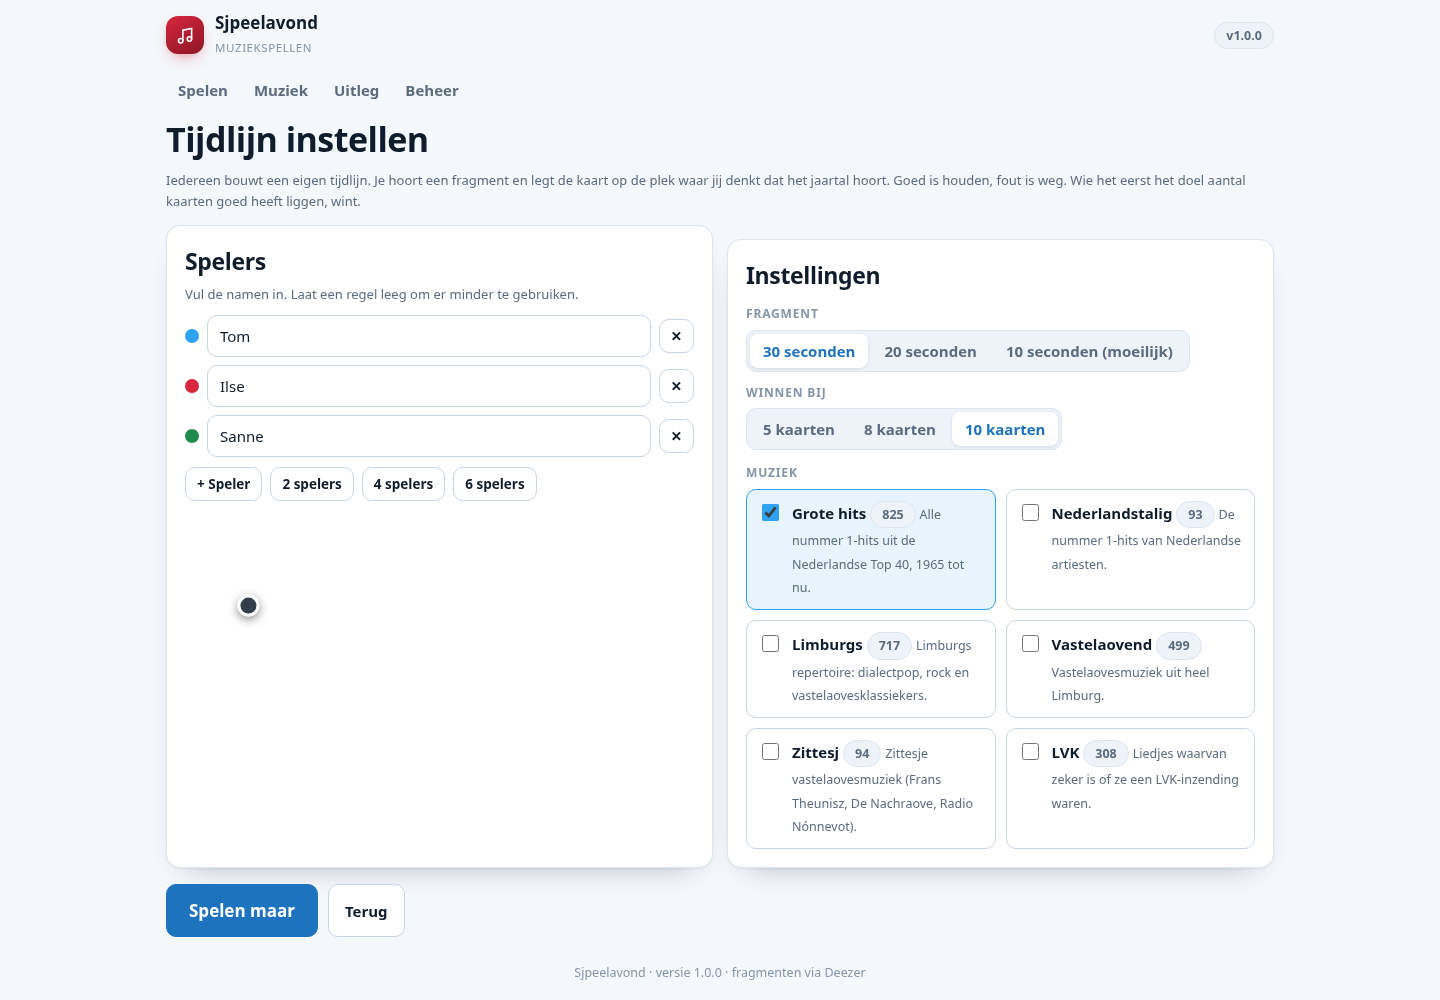 Sjpeelavond
MUZIEKSPELLEN
v1.0.0
Spelen Muziek Uitleg Beheer
Tijdlijn instellen
Iedereen bouwt een eigen tijdlijn. Je hoort een fragment en legt de kaart op de plek waar jij denkt dat het jaartal hoort. Goed is houden, fout is weg. Wie het eerst het doel aantal
kaarten goed heeft liggen, wint.
Spelers
Vul de namen in. Laat een regel leeg om er minder te gebruiken.
Tom ×
Ilse ×
Sanne ×
+ Speler 2 spelers 4 spelers 6 spelers
Instellingen
FRAGMENT
30 seconden 20 seconden 10 seconden (moeilijk)
WINNEN BIJ
5 kaarten 8 kaarten 10 kaarten
MUZIEK
Grote hits 825 Alle
nummer 1-hits uit de
Nederlandse Top 40, 1965 tot
nu.
Nederlandstalig 93 De
nummer 1-hits van Nederlandse
artiesten.
Limburgs 717 Limburgs
repertoire: dialectpop, rock en
vastelaovesklassiekers.
Vastelaovend 499
Vastelaovesmuziek uit heel
Limburg.
Zittesj 94 Zittesje
vastelaovesmuziek (Frans
Theunisz, De Nachraove, Radio
Nónnevot).
LVK 308 Liedjes waarvan
zeker is of ze een LVK-inzending
waren.
Spelen maar Terug
Sjpeelavond · versie 1.0.0 · fragmenten via Deezer